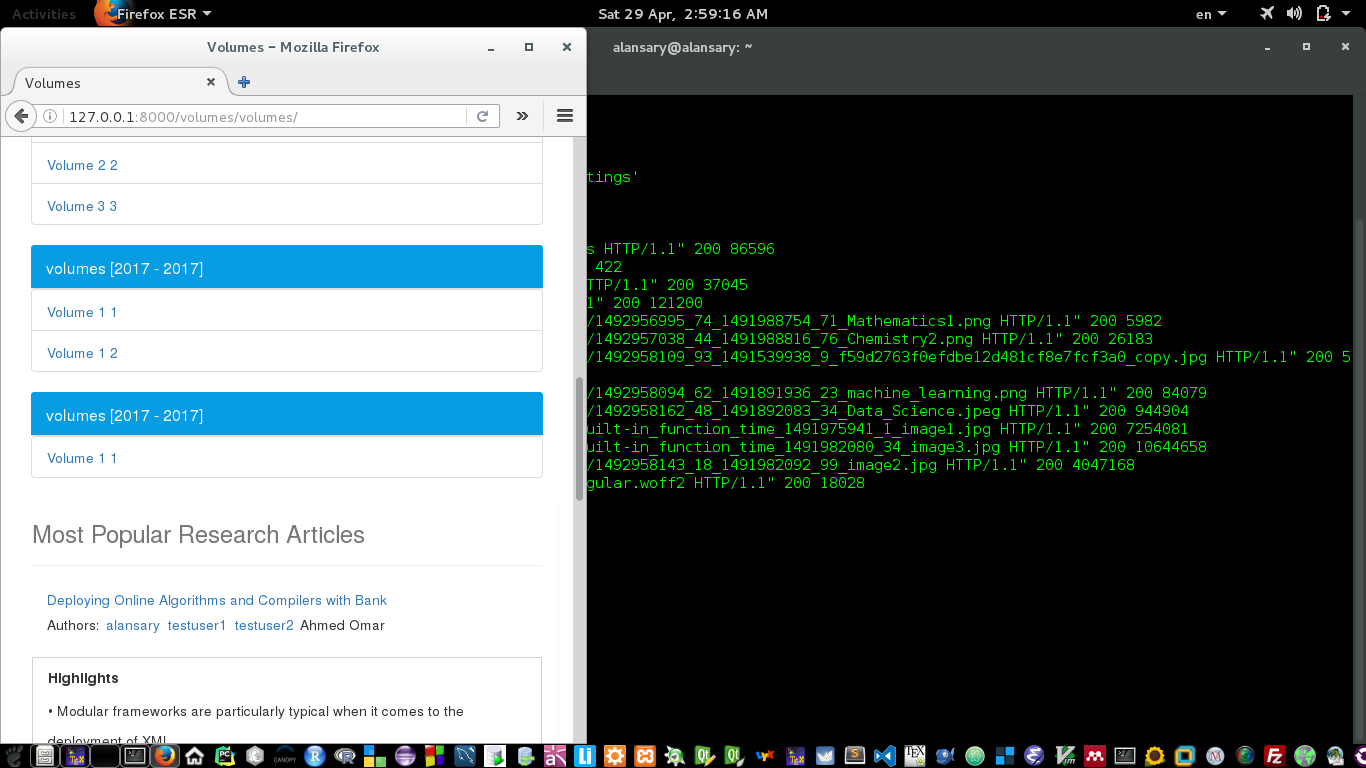 Activities
Firefox ESR
Sat 29 Apr, 2:59:16 AM
en
Volumes - Mozilla Firefox
Volumes
127.0.0.1:8000/volumes/volumes/
Volume 2 2
Volume 3 3
volumes [2017 - 2017]
Volume 1 1
Volume 1 2
volumes [2017 - 2017]
Volume 1 1
Most Popular Research Articles
Deploying Online Algorithms and Compilers with Bank
Authors: alansary testuser1 testuser2 Ahmed Omar
Highlights
• Modular frameworks are particularly typical when it comes to the
deployment of XML
alansary@alansary: ~
tings'
s HTTP/1.1" 200 86596
422
TTP/1.1" 200 37045
1" 200 121200
/1492956995_74_1491988754_71_Mathematics1.png HTTP/1.1" 200 5982
/1492957038_44_1491988816_76_Chemistry2.png HTTP/1.1" 200 26183
/1492958109_93_1491539938_9_f59d2763f0efdbe12d481cf8e7fcf3a0_copy.jpg HTTP/1.1" 200 5
/1492958094_62_1491891936_23_machine_learning.png HTTP/1.1" 200 84079
/1492958162_48_1491892083_34_Data_Science.jpeg HTTP/1.1" 200 944904
uilt-in_function_time_1491975941_1_image1.jpg HTTP/1.1" 200 7254081
uilt-in_function_time_1491982080_34_image3.jpg HTTP/1.1" 200 10644658
/1492958143_18_1491982092_99_image2.jpg HTTP/1.1" 200 4047168
gular.woff2 HTTP/1.1" 200 18028